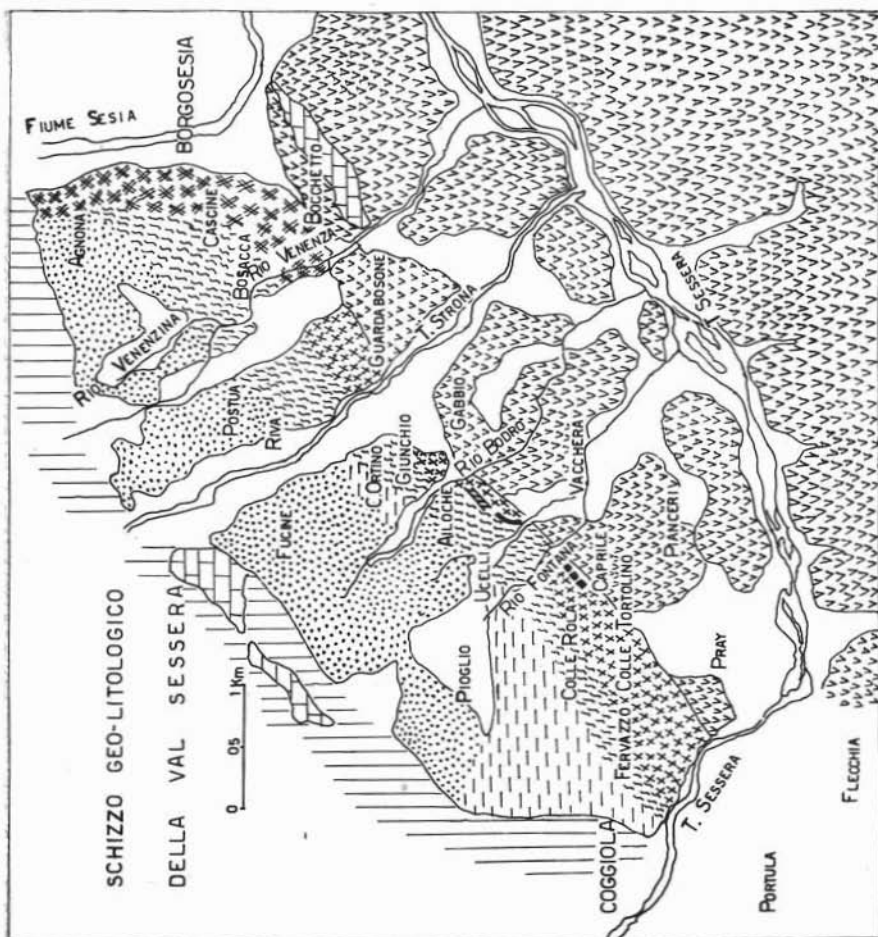 SCHIZZO GEO-LITOLOGICO
DELLA VAL SESSERA
0 0,5 1 Km
FIUME SESIA
BORGOSESIA
AGNONA
CASCINE
BOSACCA
RIO VENENZA
BOCCHETTO
RIO VENENZINA
POSTUA
RIVA
GUARDABOSONE
T. STRONA
FUCINE
C. ORTINO
GIUNCHIO
AILOCHE
RIO BODRO
GABBIO
VACCHERA
UCELLI
RIO FONTANA
PIOGLIO
COLLE ROLA
CAPRILE
FERVAZZO
COLLE TORTOLINO
PIANCERI
PRAY
T. SESSERA
T. SESSERA
COGGIOLA
PORTULA
FLECCHIA